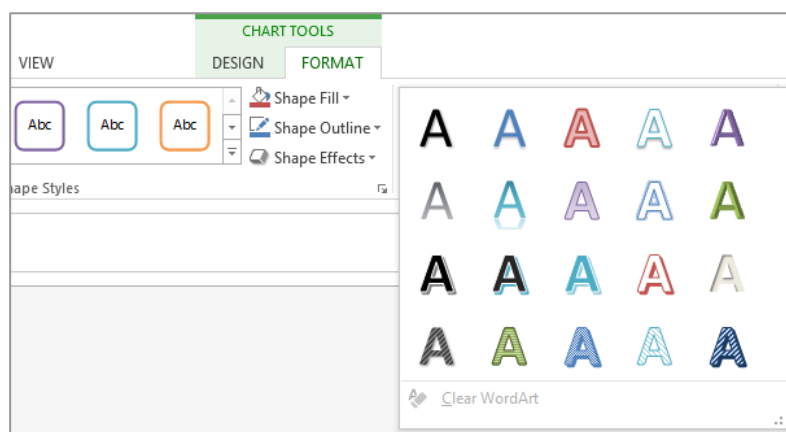 CHART TOOLS
VIEW DESIGN FORMAT
Abc Abc Abc
Shape Fill
Shape Outline
Shape Effects
hape Styles
A A A A A
A A A A A
A A A A A
A A A A A
Clear WordArt